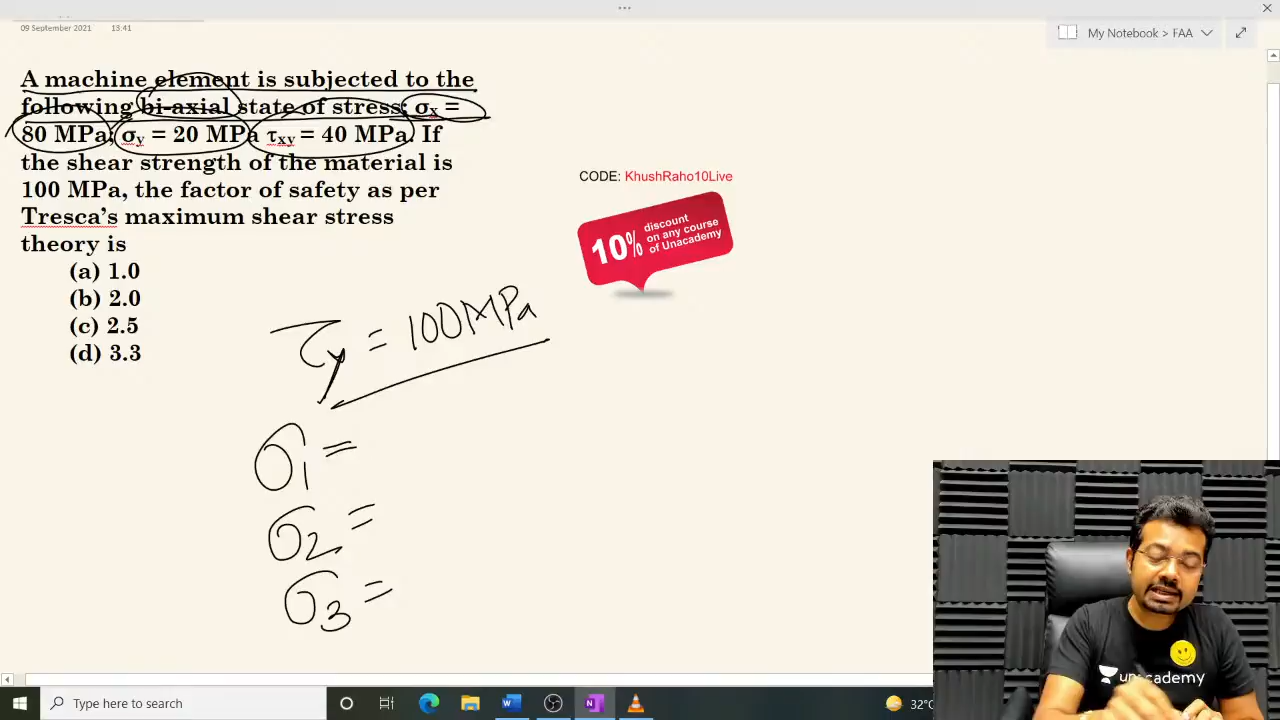 09 September 2021 13:41
My Notebook > FAA
A machine element is subjected to the
following bi-axial state of stress; σx =
80 MPa; σy = 20 MPa τxy = 40 MPa. If
the shear strength of the material is
100 MPa, the factor of safety as per
Tresca's maximum shear stress
theory is
(a) 1.0
(b) 2.0
(c) 2.5
(d) 3.3
CODE: KhushRaho10Live
10% discount
on any course
of Unacademy
τy = 100MPa
σ1 =
σ2 =
σ3 =
unacademy
Type here to search
32°C